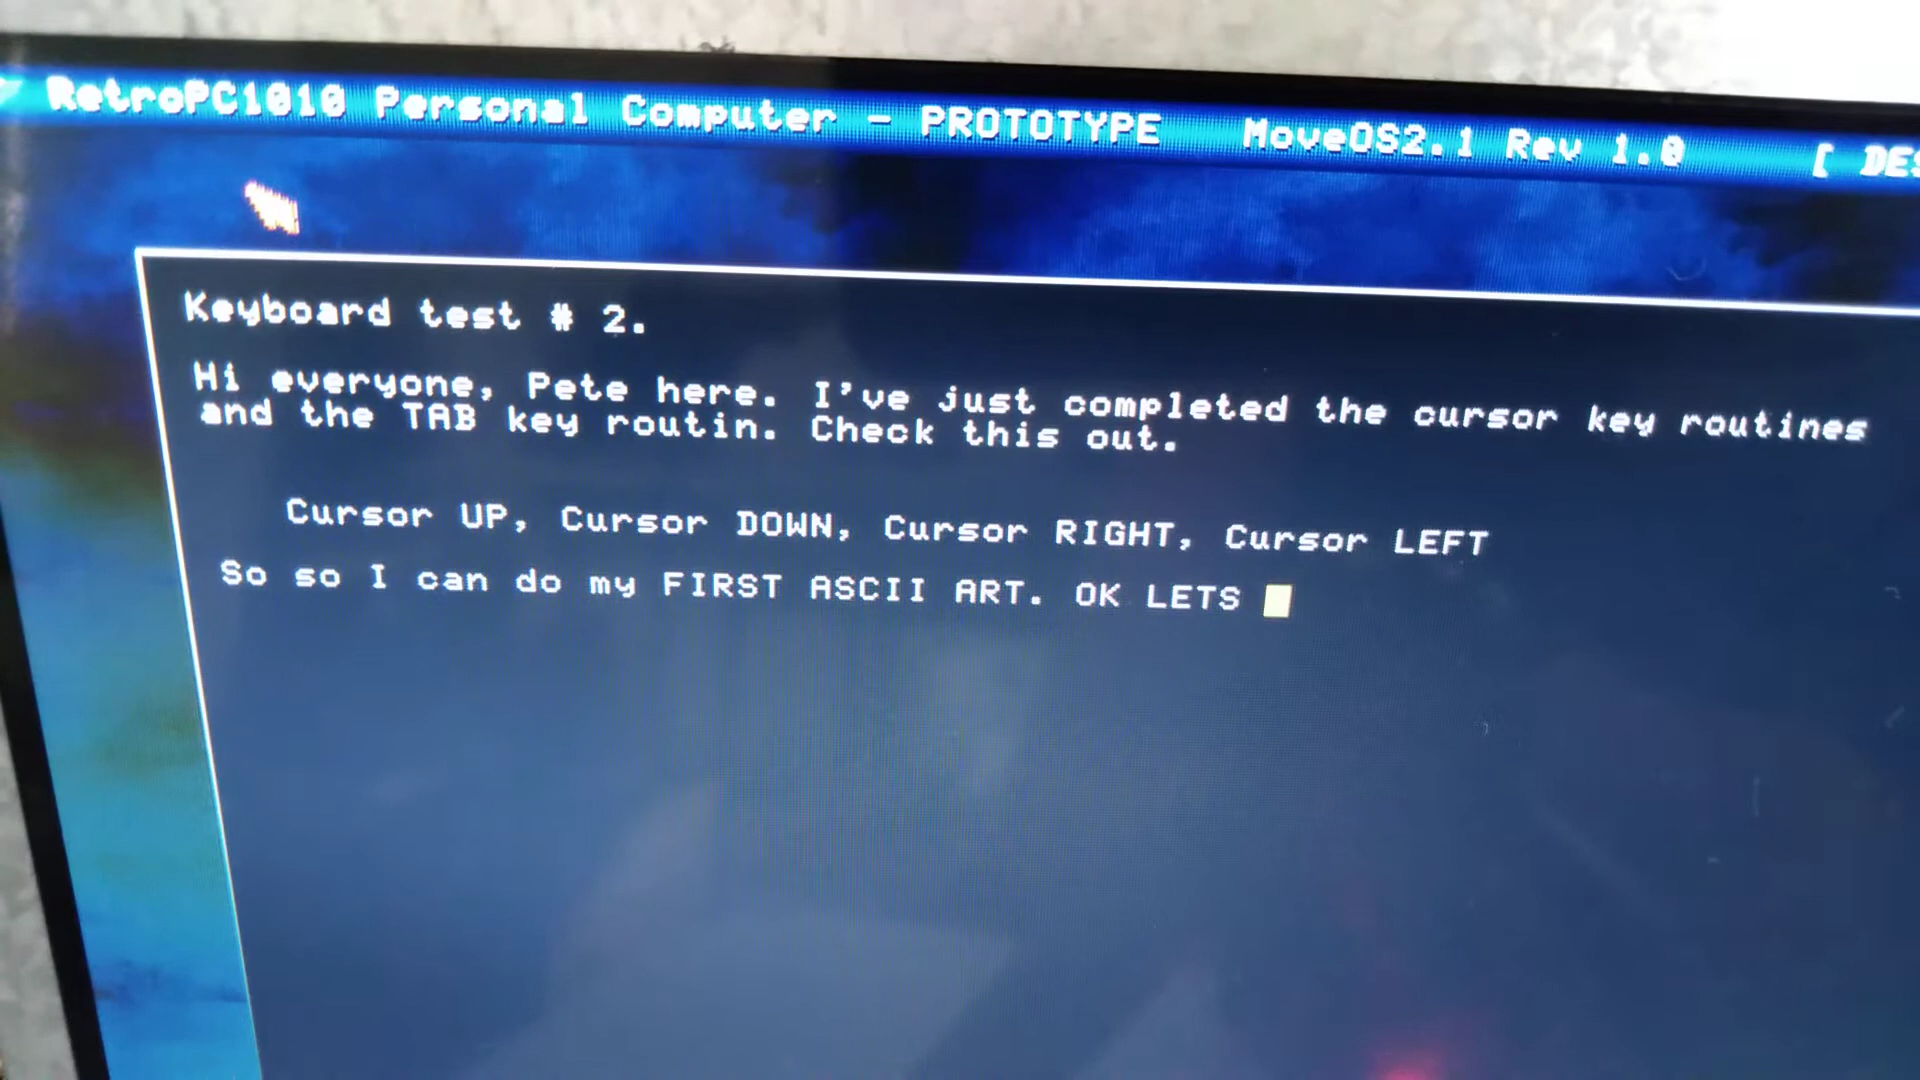 RetroPC1010 Personal Computer - PROTOTYPE MoveOS2.1 Rev 1.0 [
Keyboard test # 2.
Hi everyone, Pete here. I've just completed the cursor key routines
and the TAB key routin. Check this out.
Cursor UP, Cursor DOWN, Cursor RIGHT, Cursor LEFT
So so I can do my FIRST ASCII ART. OK LETS